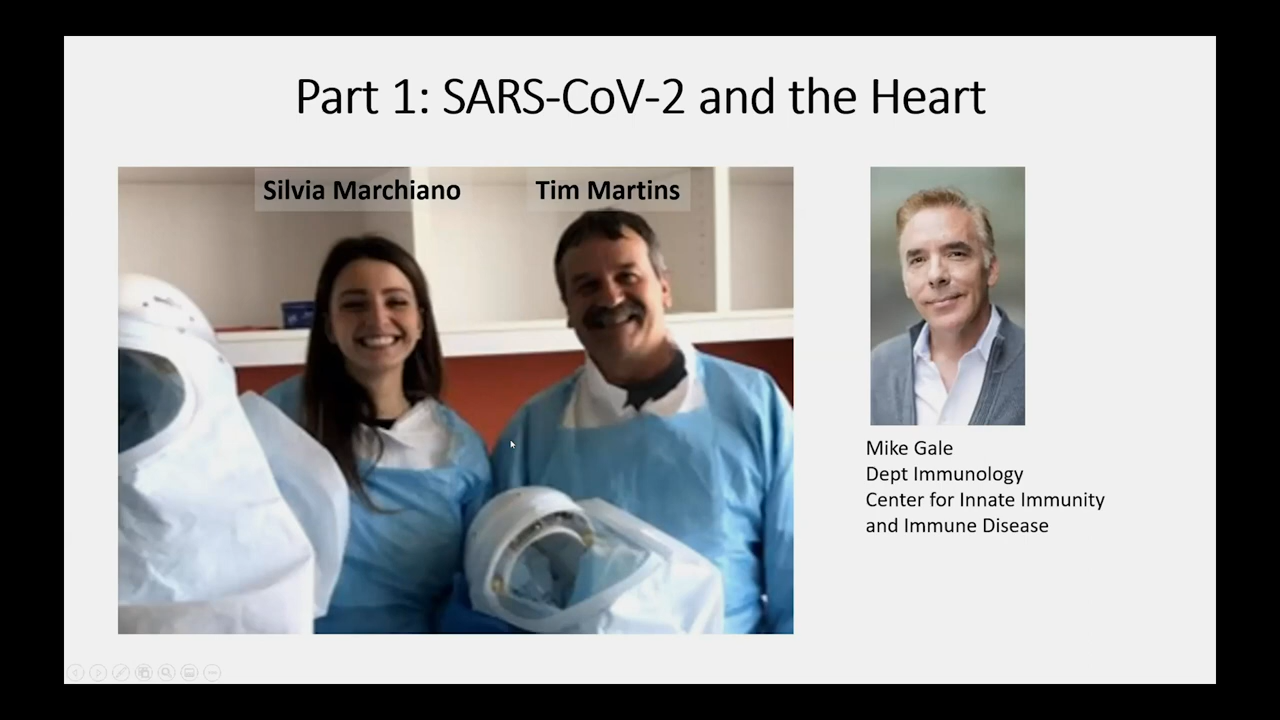 Part 1: SARS-CoV-2 and the Heart
Silvia Marchiano
Tim Martins
Mike Gale
Dept Immunology
Center for Innate Immunity
and Immune Disease